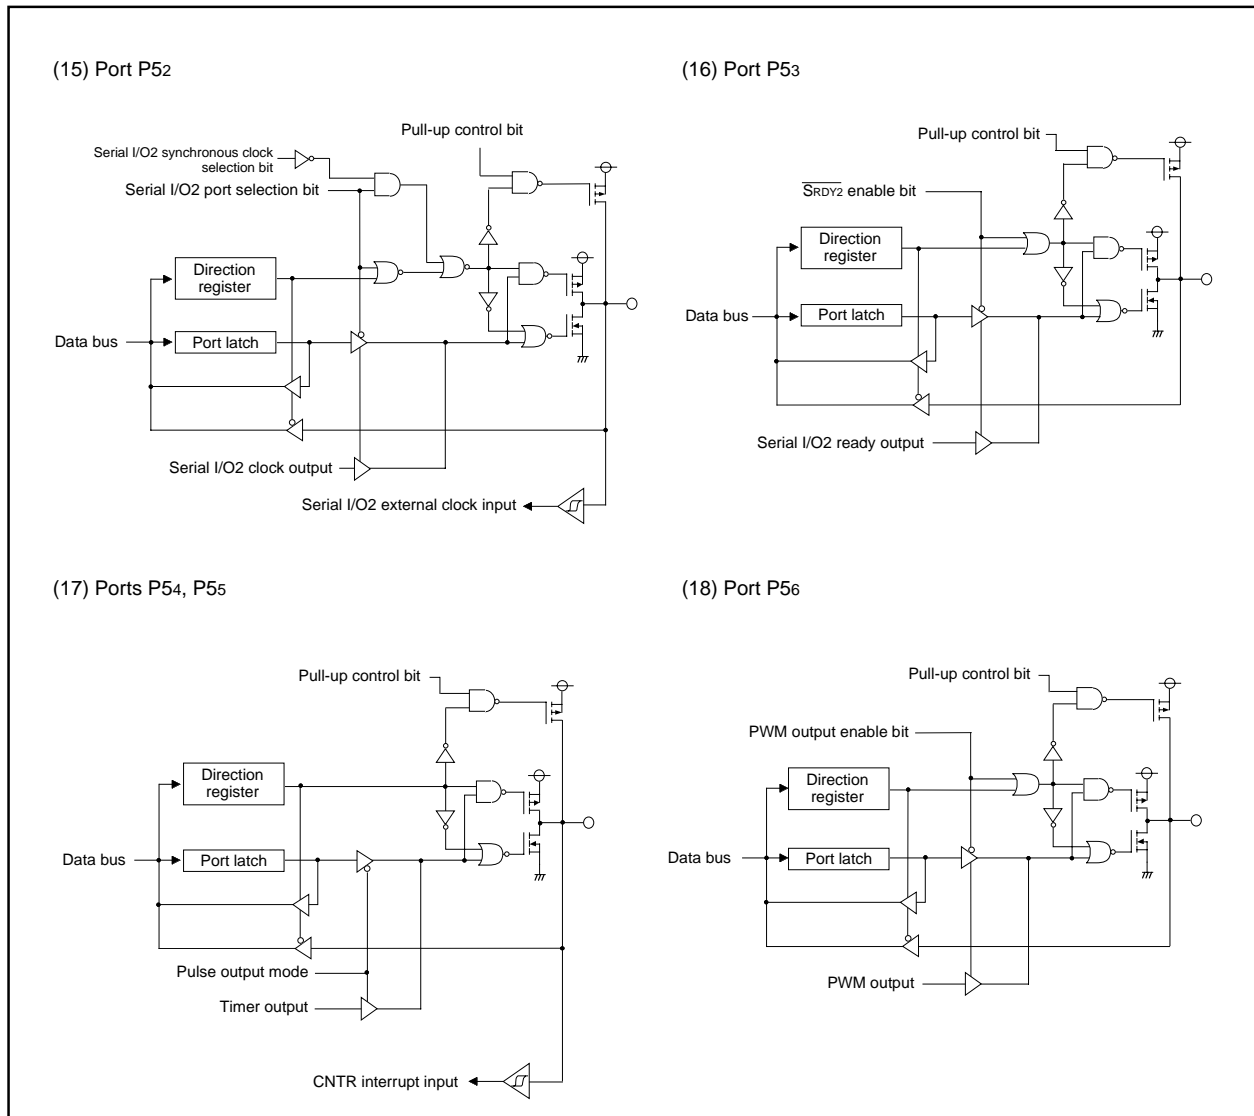 (15) Port P52
Pull-up control bit
Serial I/O2 synchronous clock
selection bit
Serial I/O2 port selection bit
Direction
register
Data bus
Port latch
Serial I/O2 clock output
Serial I/O2 external clock input
(16) Port P53
Pull-up control bit
SRDY2 enable bit
Direction
register
Data bus
Port latch
Serial I/O2 ready output
(17) Ports P54, P55
Pull-up control bit
Direction
register
Data bus
Port latch
Pulse output mode
Timer output
CNTR interrupt input
(18) Port P56
Pull-up control bit
PWM output enable bit
Direction
register
Data bus
Port latch
PWM output